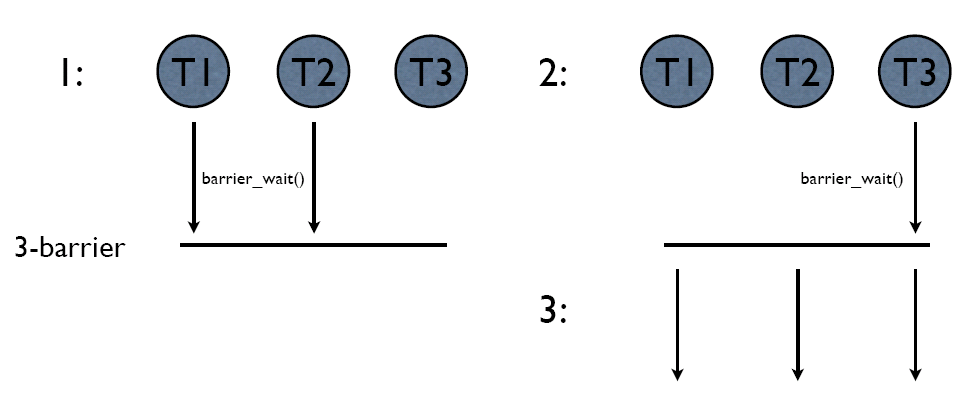 1: T1 T2 T3
barrier_wait()
3-barrier
2: T1 T2 T3
barrier_wait()
3: